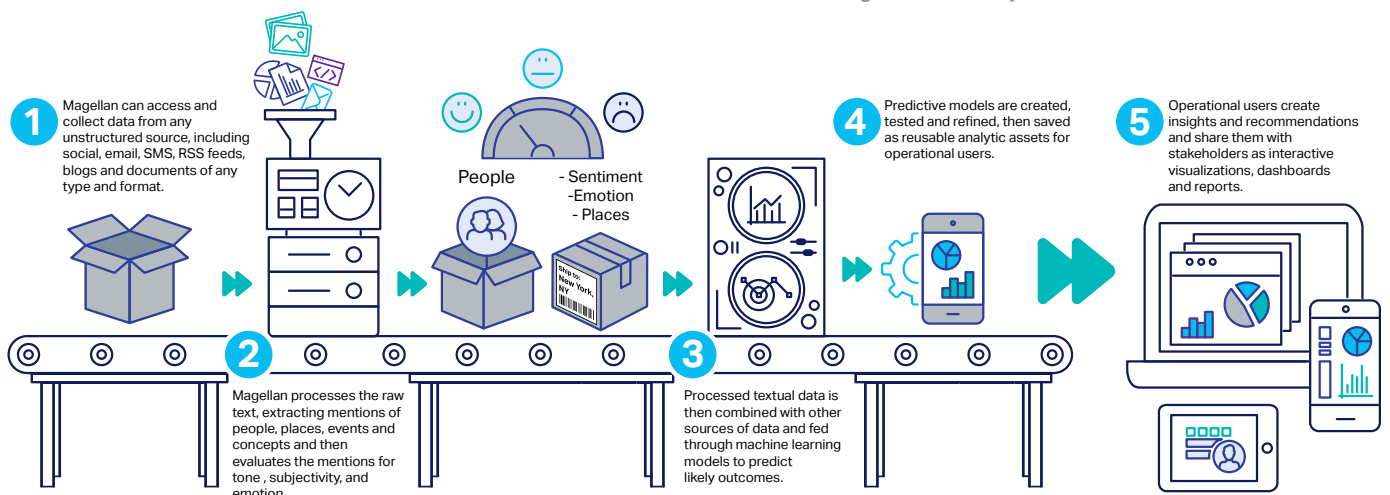 1
Magellan can access and
collect data from any
unstructured source, including
social, email, SMS, RSS feeds,
blogs and documents of any
type and format.
People
- Sentiment
-Emotion
- Places
Ship to:
New York,
NY
2
Magellan processes the raw
text, extracting mentions of
people, places, events and
concepts and then
evaluates the mentions for
tone , subjectivity, and
emotion
3
Processed textual data is
then combined with other
sources of data and fed
through machine learning
models to predict
likely outcomes.
4
Predictive models are created,
tested and refined, then saved
as reusable analytic assets for
operational users.
5
Operational users create
insights and recommendations
and share them with
stakeholders as interactive
visualizations, dashboards
and reports.